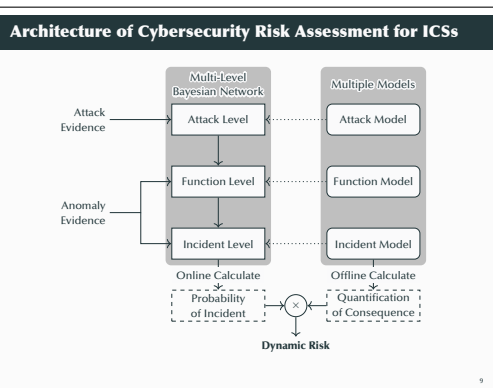 Architecture of Cybersecurity Risk Assessment for ICSs
Multi-Level
Bayesian Network
Multiple Models
Attack
Evidence
Attack Level
Attack Model
Function Level
Function Model
Anomaly
Evidence
Incident Level
Incident Model
Online Calculate
Offline Calculate
Probability
of Incident
×
Quantification
of Consequence
Dynamic Risk
9